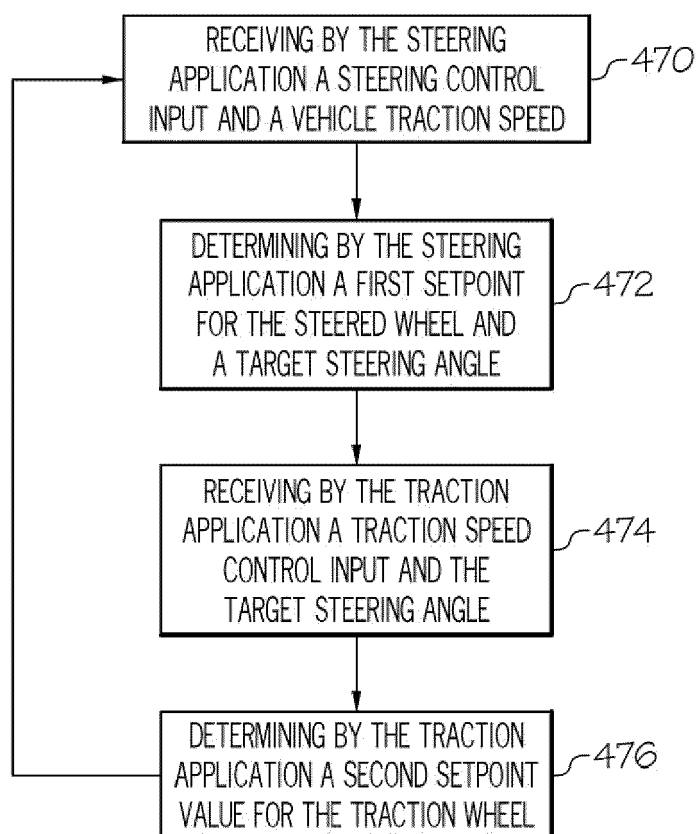 RECEIVING BY THE STEERING
APPLICATION A STEERING CONTROL
INPUT AND A VEHICLE TRACTION SPEED
470
DETERMINING BY THE STEERING
APPLICATION A FIRST SETPOINT
FOR THE STEERED WHEEL AND
A TARGET STEERING ANGLE
472
RECEIVING BY THE TRACTION
APPLICATION A TRACTION SPEED
CONTROL INPUT AND THE
TARGET STEERING ANGLE
474
DETERMINING BY THE TRACTION
APPLICATION A SECOND SETPOINT
VALUE FOR THE TRACTION WHEEL
476